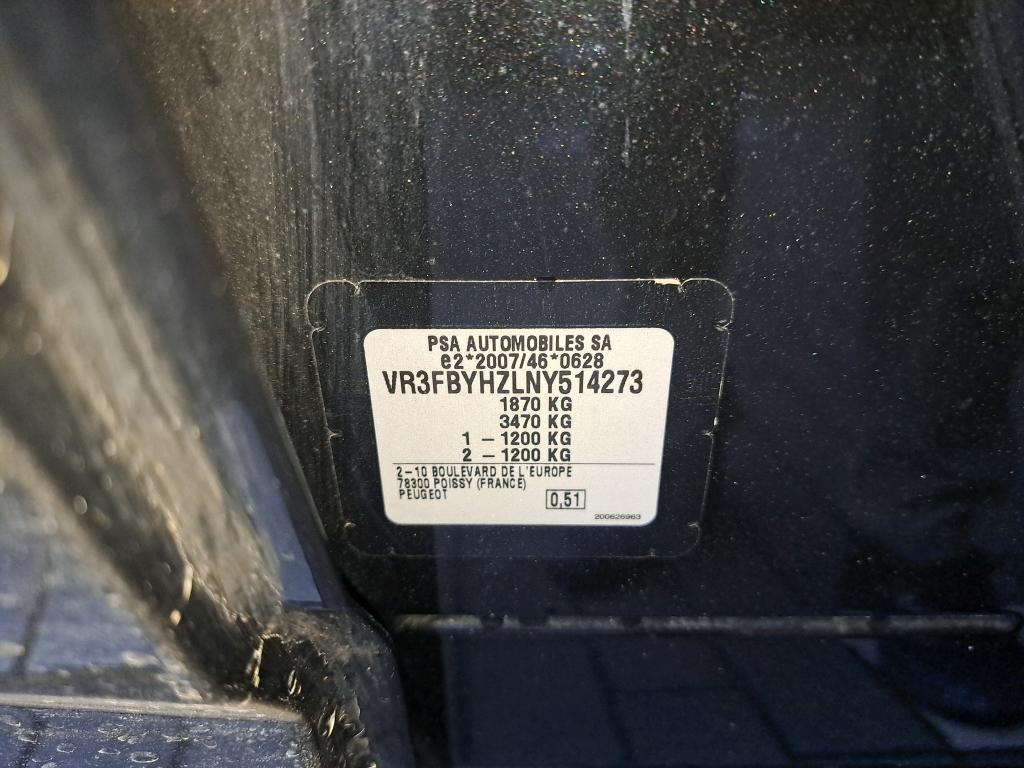 PSA AUTOMOBILES SA
e2*2007/46*0628
VR3FBYHZLNY514273
1870 KG
3470 KG
1 – 1200 KG
2 – 1200 KG
2–10 BOULEVARD DE L'EUROPE
78300 POISSY (FRANCE)
PEUGEOT
0,51
200626963